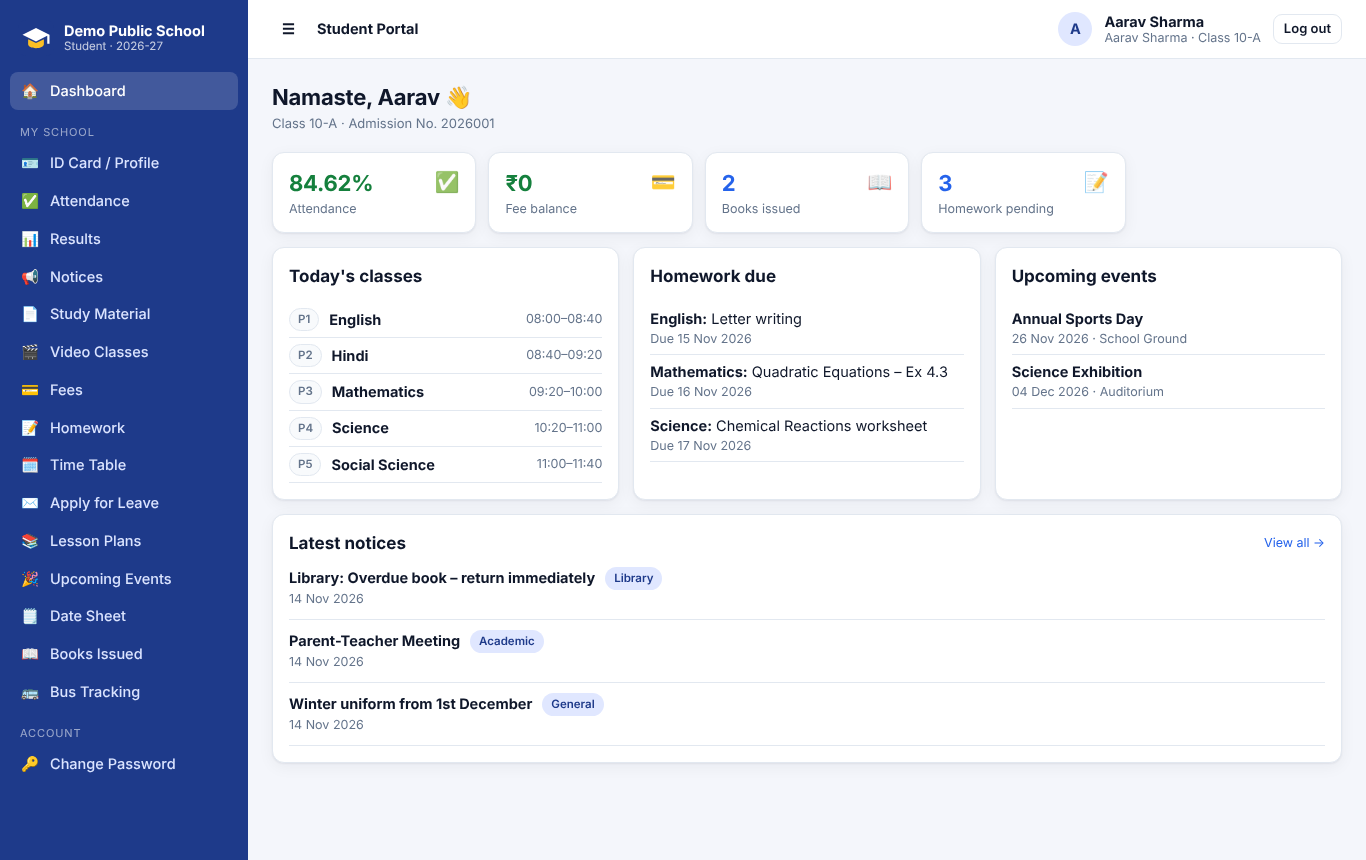 Demo Public School
Student · 2026-27
Dashboard
MY SCHOOL
ID Card / Profile
Attendance
Results
Notices
Study Material
Video Classes
Fees
Homework
Time Table
Apply for Leave
Lesson Plans
Upcoming Events
Date Sheet
Books Issued
Bus Tracking
ACCOUNT
Change Password
☰ Student Portal
A
Aarav Sharma
Aarav Sharma · Class 10-A
Log out
Namaste, Aarav 👋
Class 10-A · Admission No. 2026001
84.62%
Attendance
₹0
Fee balance
2
Books issued
3
Homework pending
Today's classes
P1 English 08:00–08:40
P2 Hindi 08:40–09:20
P3 Mathematics 09:20–10:00
P4 Science 10:20–11:00
P5 Social Science 11:00–11:40
Homework due
English: Letter writing
Due 15 Nov 2026
Mathematics: Quadratic Equations – Ex 4.3
Due 16 Nov 2026
Science: Chemical Reactions worksheet
Due 17 Nov 2026
Upcoming events
Annual Sports Day
26 Nov 2026 · School Ground
Science Exhibition
04 Dec 2026 · Auditorium
Latest notices
View all →
Library: Overdue book – return immediately Library
14 Nov 2026
Parent-Teacher Meeting Academic
14 Nov 2026
Winter uniform from 1st December General
14 Nov 2026